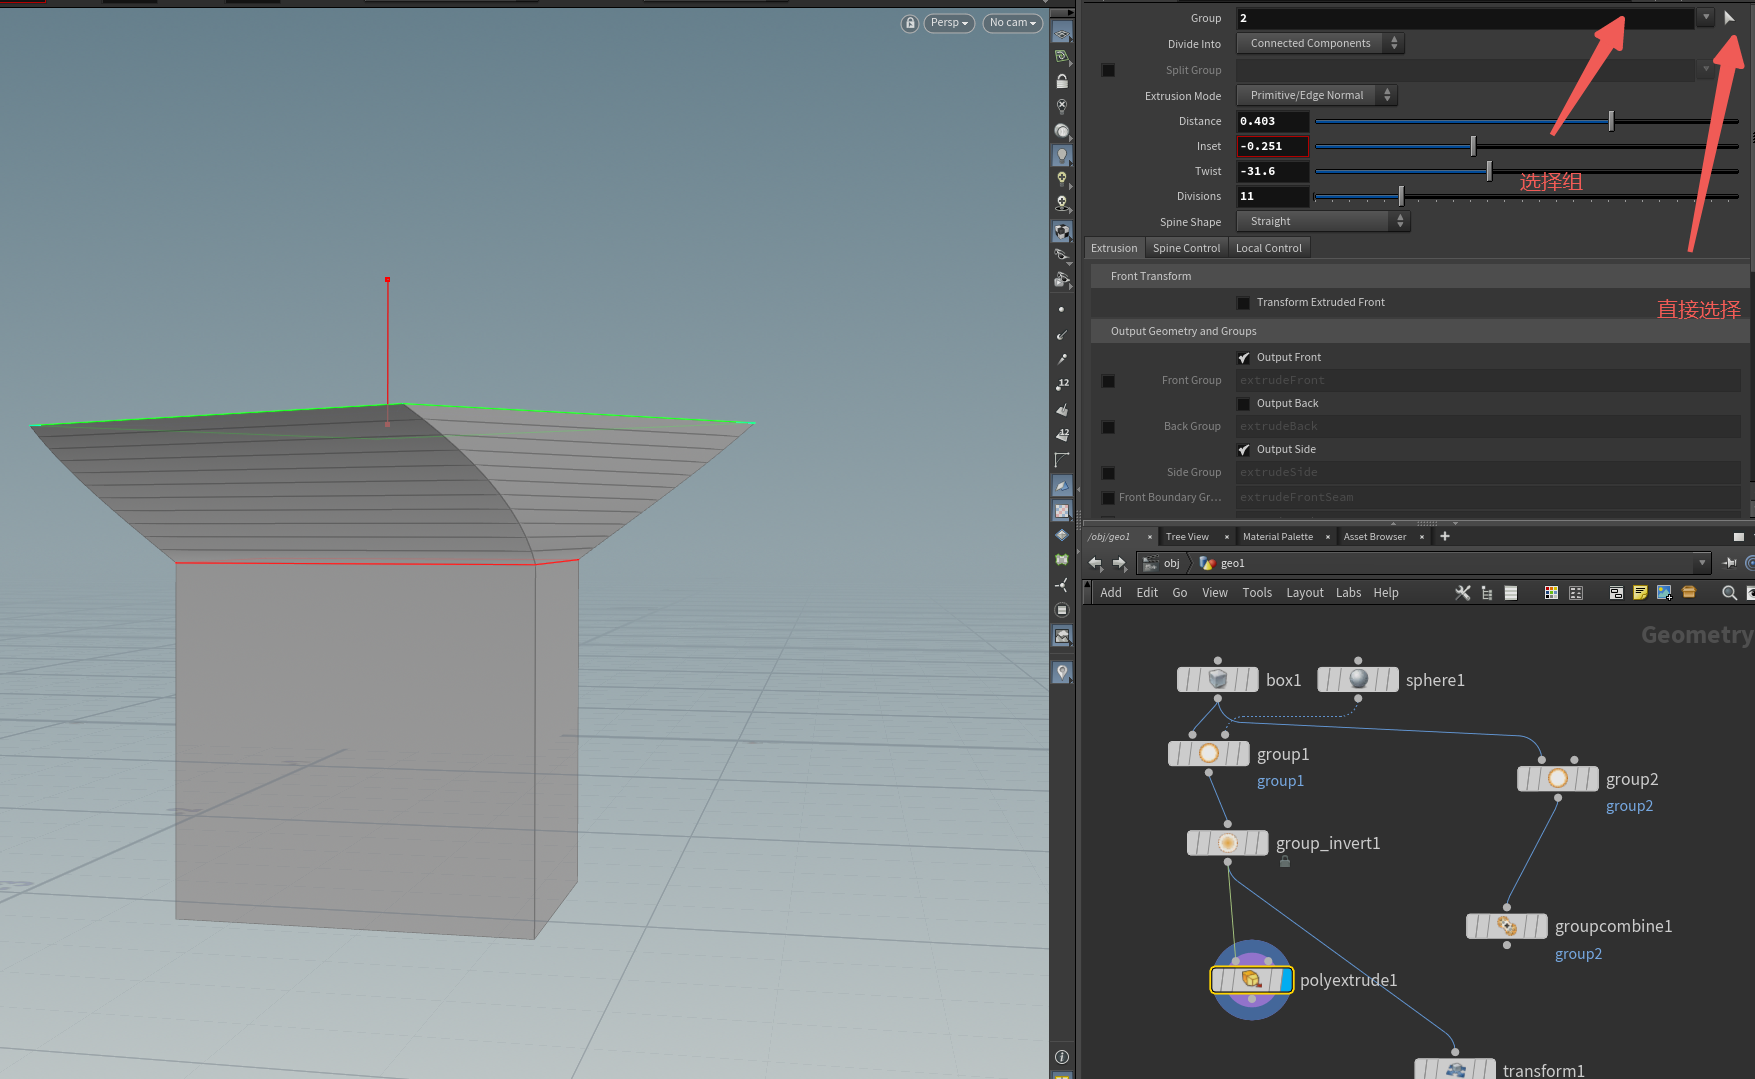 Persp
No cam
Group 2
Divide Into Connected Components
Split Group
Extrusion Mode Primitive/Edge Normal
Distance 0.403
Inset -0.251
Twist -31.6
选择组
Divisions 11
Spine Shape Straight
Extrusion Spine Control Local Control
Front Transform
Transform Extruded Front
直接选择
Output Geometry and Groups
Output Front
Front Group extrudeFront
Output Back
Back Group extrudeBack
Output Side
Side Group extrudeSide
Front Boundary Gr... extrudeFrontSeam
12
12
/obj/geo1 × Tree View × Material Palette × Asset Browser ×
obj geo1
Add Edit Go View Tools Layout Labs Help
Geometry
box1
sphere1
group1
group1
group2
group2
group_invert1
groupcombine1
group2
polyextrude1
transform1